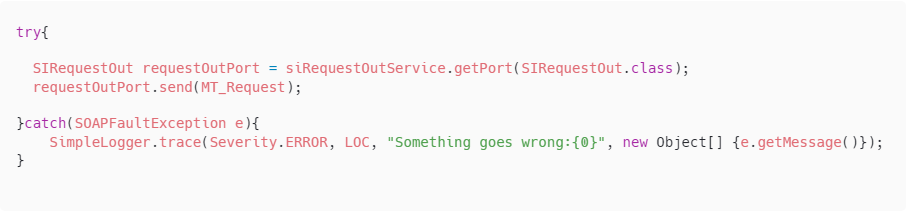 try{
SIRequestOut requestOutPort = siRequestOutService.getPort(SIRequestOut.class);
requestOutPort.send(MT_Request);
}catch(SOAPFaultException e){
SimpleLogger.trace(Severity.ERROR, LOC, "Something goes wrong:{0}", new Object[] {e.getMessage()});
}